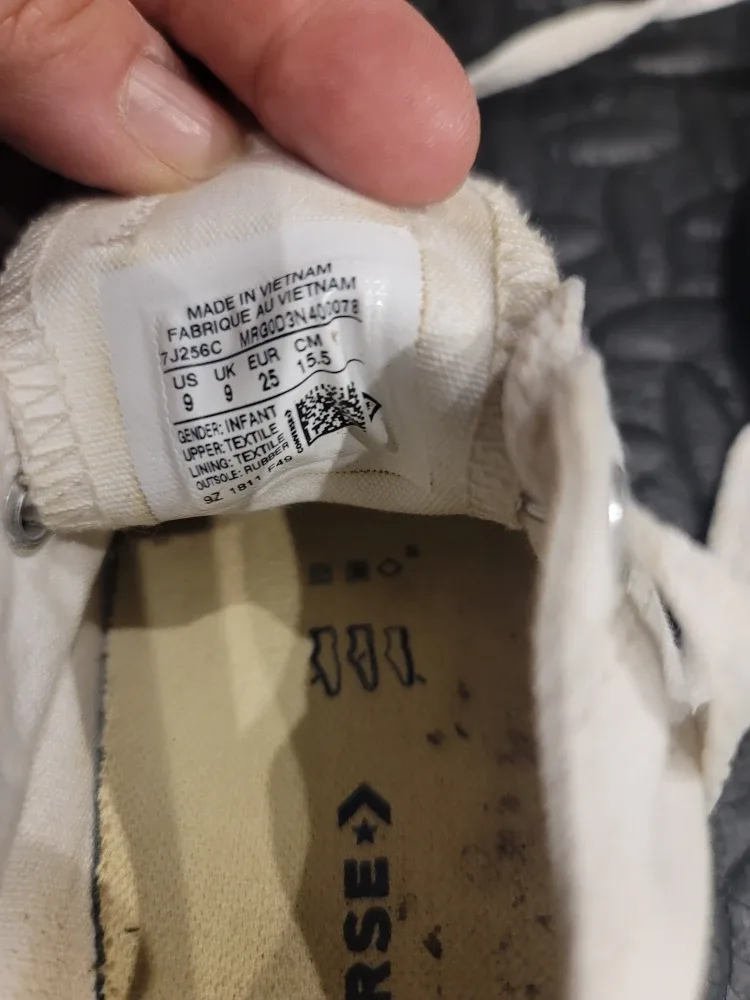 MADE IN VIETNAM
FABRIQUE AU VIETNAM
7J256C MRG0D3N400078
US UK EUR CM
9 9 25 15.5
GENDER: INFANT
UPPER: TEXTILE
LINING: TEXTILE
OUTSOLE: RUBBER
9Z 1811 F49
CONVERSE
RSE